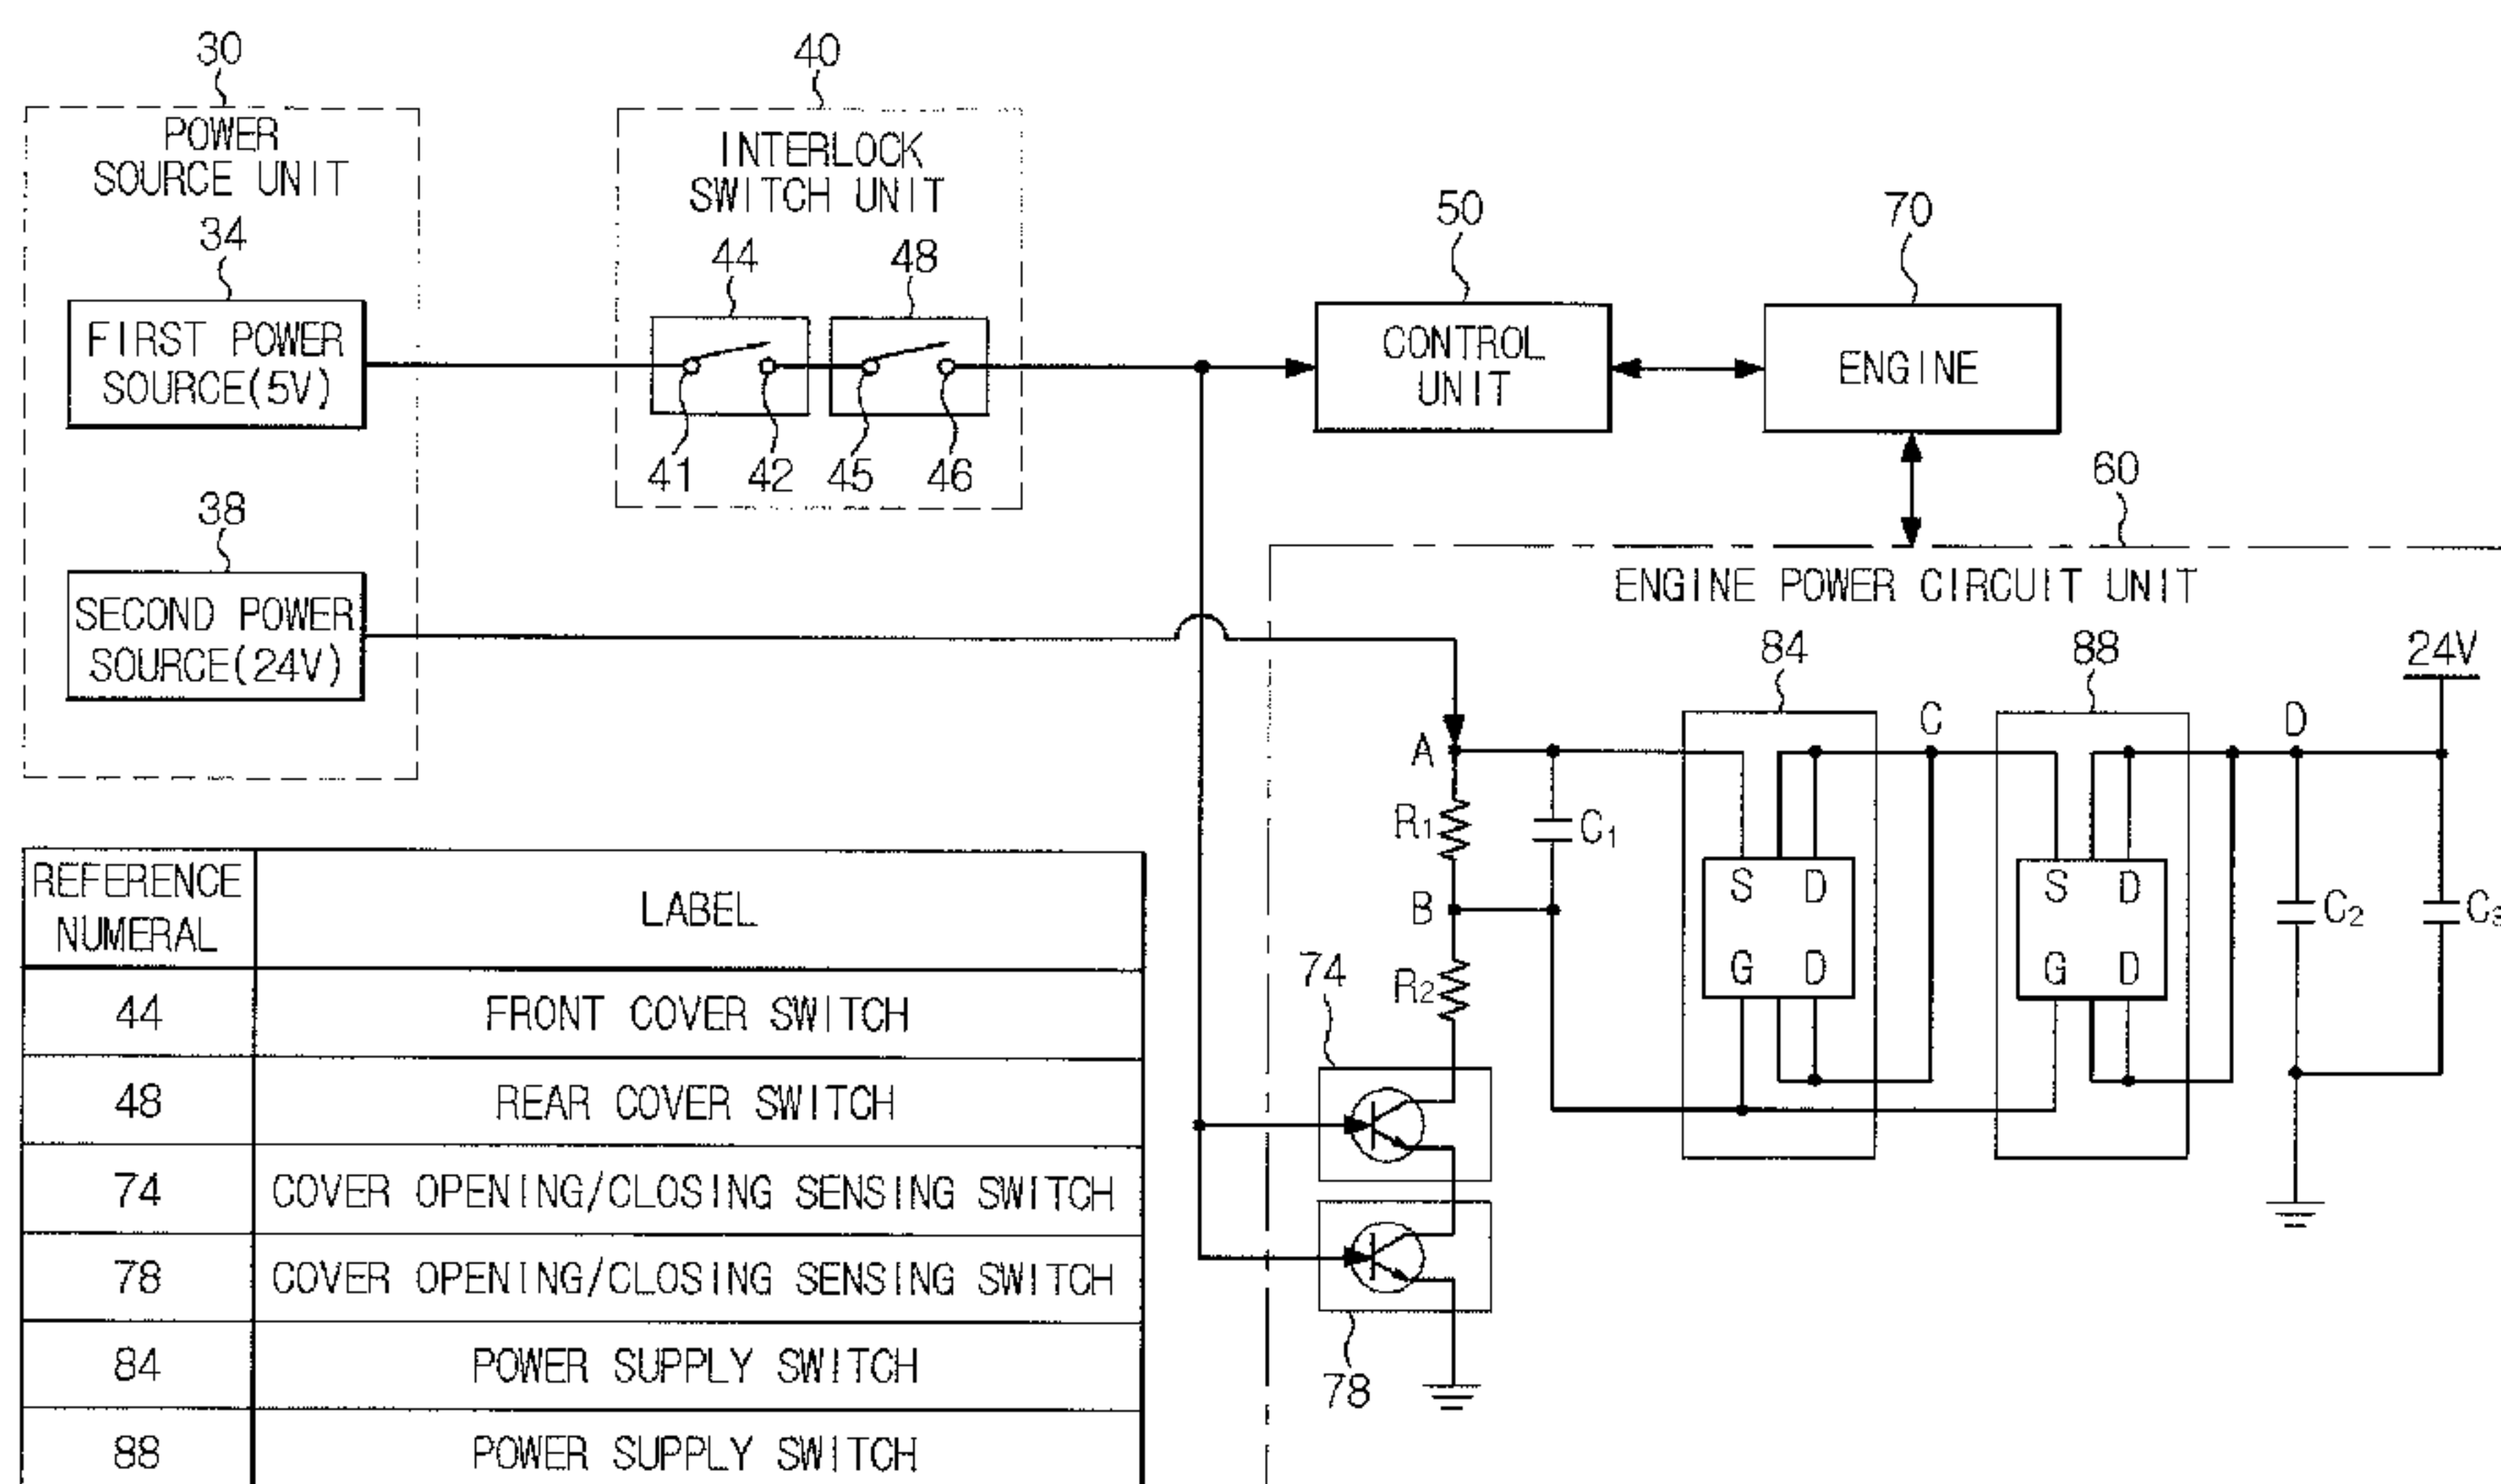 30
POWER
SOURCE UNIT
34
FIRST POWER
SOURCE(5V)
38
SECOND POWER
SOURCE(24V)
40
INTERLOCK
SWITCH UNIT
44 48
41 42 45 46
50
CONTROL
UNIT
70
ENGINE
60
ENGINE POWER CIRCUIT UNIT
84 88 24V
A C D
R1 C1
B
R2
S D
G D
S D
G D
C2 C3
74
78
REFERENCE
NUMERAL LABEL
44 FRONT COVER SWITCH
48 REAR COVER SWITCH
74 COVER OPENING/CLOSING SENSING SWITCH
78 COVER OPENING/CLOSING SENSING SWITCH
84 POWER SUPPLY SWITCH
88 POWER SUPPLY SWITCH